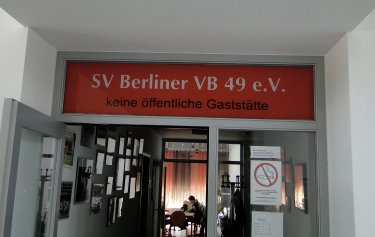 SV Berliner VB 49 e.V.
keine öffentliche Gaststätte